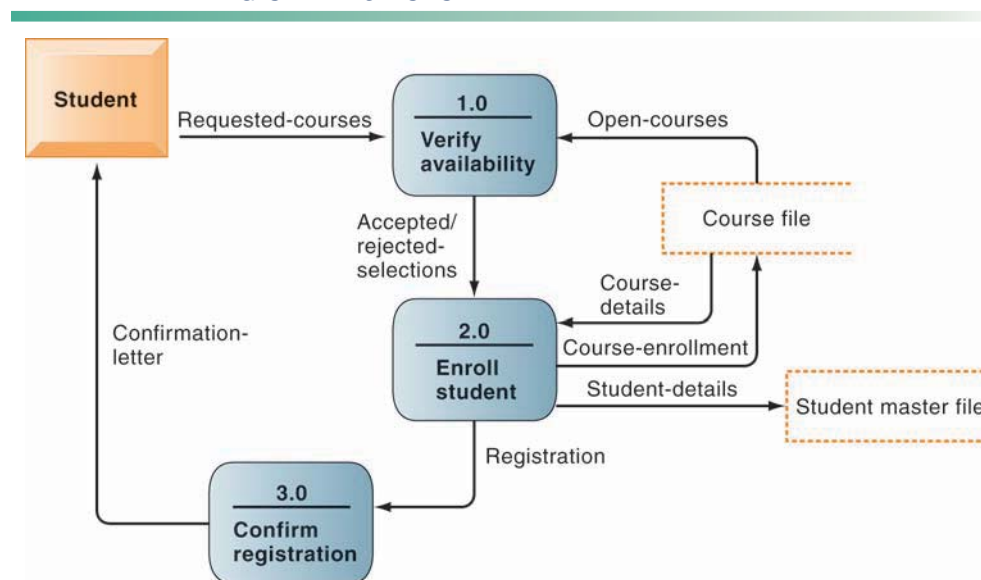 Student
Requested-courses
1.0
Verify
availability
Open-courses
Course file
Accepted/
rejected-
selections
Course-
details
2.0
Enroll
student
Course-enrollment
Student-details
Student master file
Confirmation-
letter
Registration
3.0
Confirm
registration